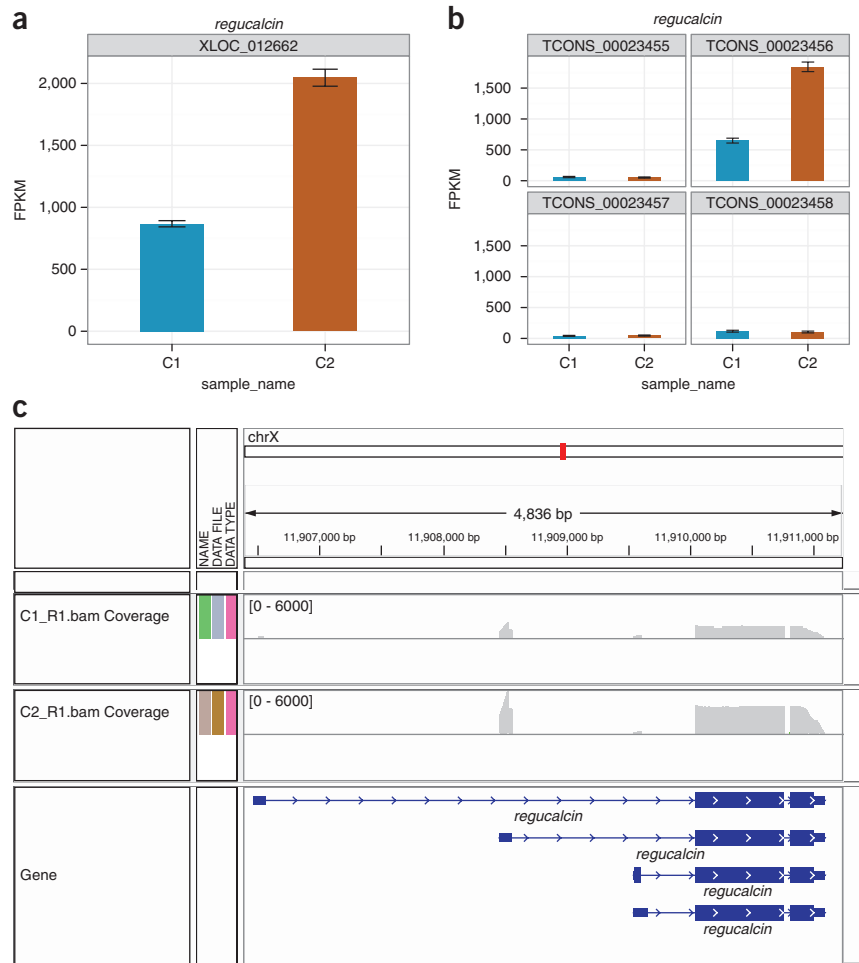 a
regucalcin
XLOC_012662
2,000
1,500
1,000
500
0
FPKM
C1 C2
sample_name
b
regucalcin
TCONS_00023455 TCONS_00023456
1,500
1,000
500
0
TCONS_00023457 TCONS_00023458
1,500
1,000
500
0
FPKM
C1 C2 C1 C2
sample_name
c
NAME
DATA FILE
DATA TYPE
chrX
4,836 bp
11,907,000 bp 11,908,000 bp 11,909,000 bp 11,910,000 bp 11,911,000 bp
C1_R1.bam Coverage [0 - 6000]
C2_R1.bam Coverage [0 - 6000]
Gene
regucalcin
regucalcin
regucalcin
regucalcin